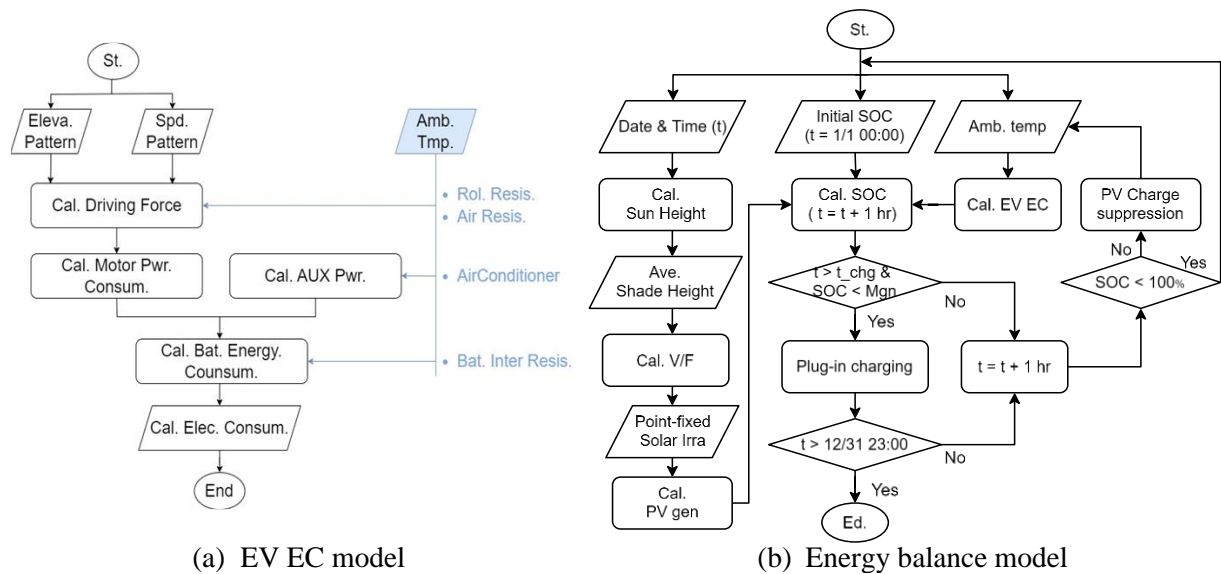 St.
Eleva.
Pattern
Spd.
Pattern
Amb.
Tmp.
Cal. Driving Force
• Rol. Resis.
• Air Resis.
Cal. Motor Pwr.
Consum.
Cal. AUX Pwr.
• AirConditioner
Cal. Bat. Energy.
Counsum.
• Bat. Inter Resis.
Cal. Elec. Consum.
End
(a) EV EC model
St.
Date & Time (t)
Initial SOC
(t = 1/1 00:00)
Amb. temp
Cal.
Sun Height
Cal. SOC
( t = t + 1 hr)
Cal. EV EC
PV Charge
suppression
Ave.
Shade Height
t > t_chg &
SOC < Mgn
No
Yes
No
Yes
SOC < 100%
Cal. V/F
Plug-in charging
t = t + 1 hr
Point-fixed
Solar Irra
t > 12/31 23:00
No
Yes
Cal.
PV gen
Ed.
(b) Energy balance model